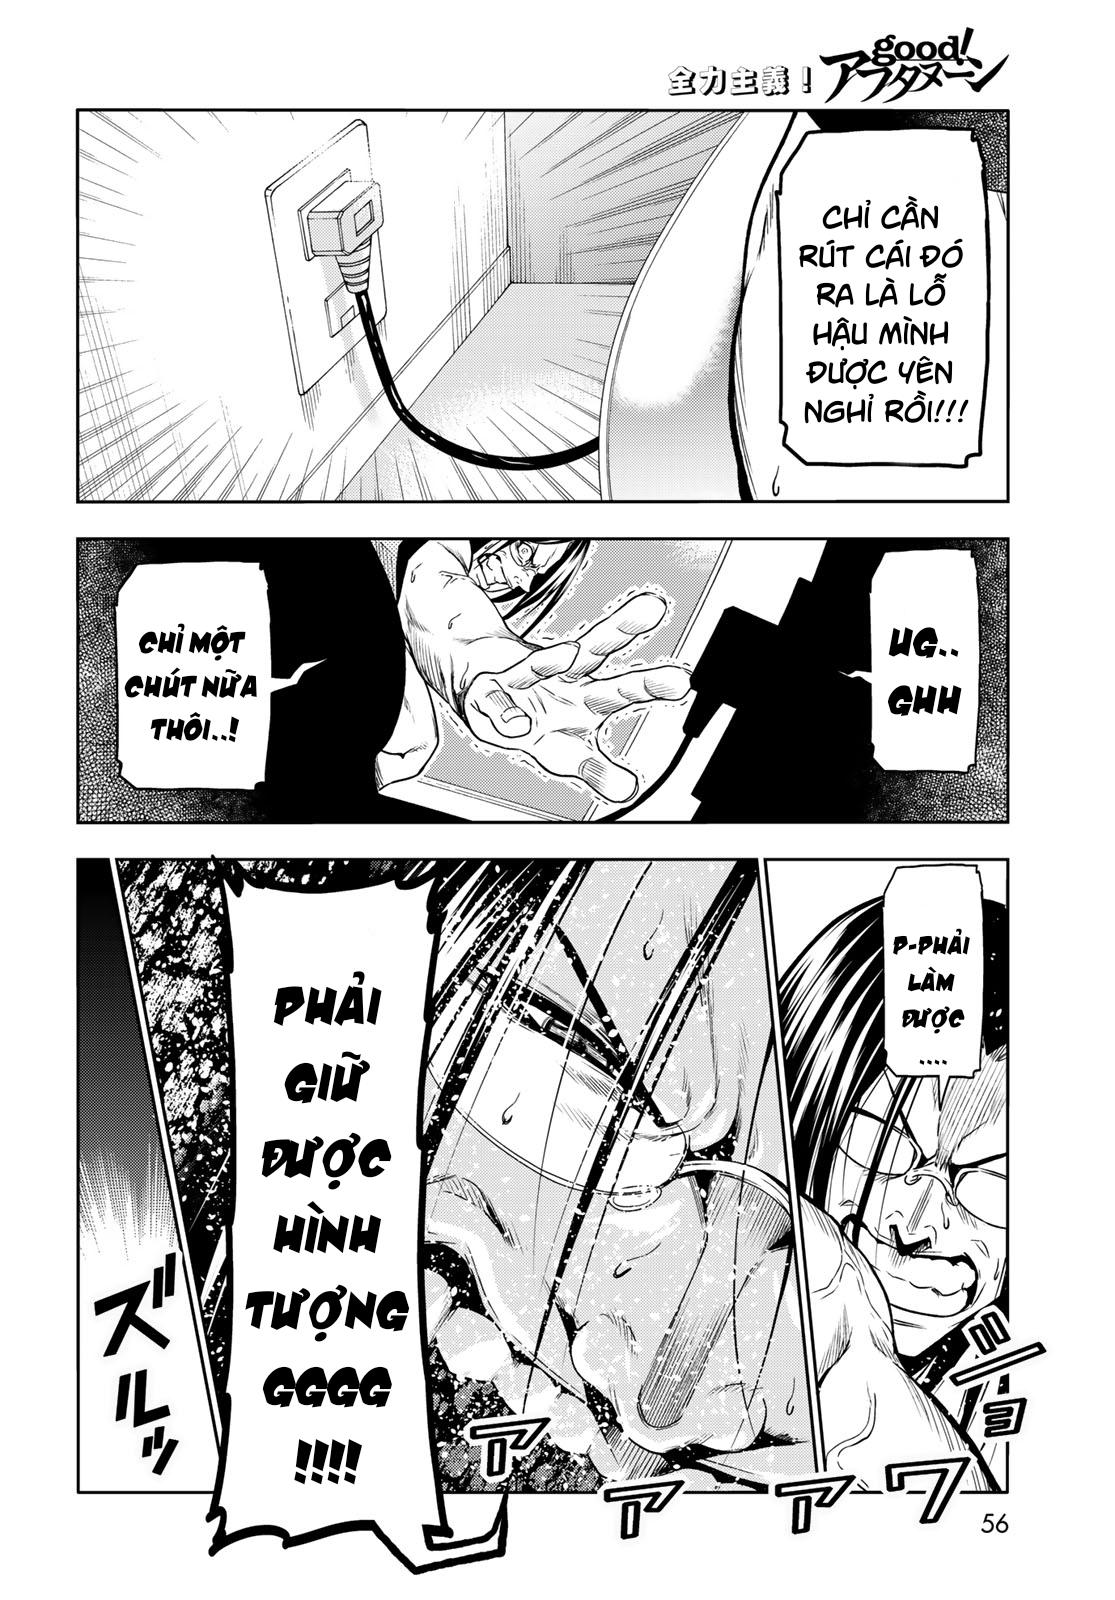 good!
アフタヌーン
全力主義！
CHỈ CẦN
RÚT CÁI ĐÓ
RA LÀ LỖ
HẬU MÌNH
ĐƯỢC YÊN
NGHỈ RỒI!!!
UG..
GHH
CHỈ MỘT
CHÚT NỮA
THÔI..!
P-PHẢI
LÀM
ĐƯỢC
....
ジョワアアア
PHẢI
GIỮ
ĐƯỢC
HÌNH
TƯỢNG
GGGG
!!!!
ズルッ
56